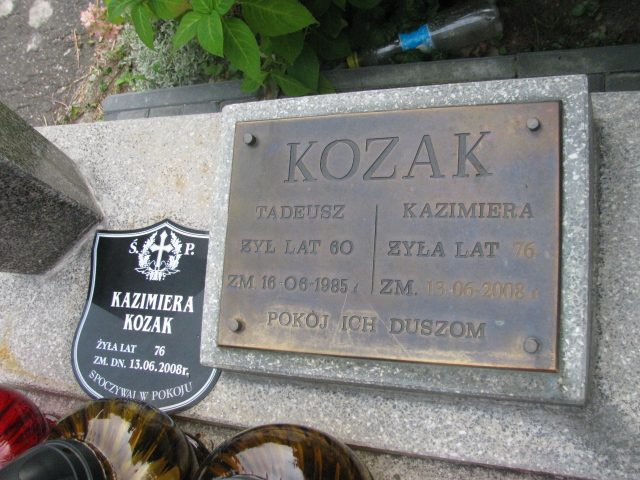 KOZAK
TADEUSZ
ŻYŁ LAT 60
ZM. 16-06-1985 r.
KAZIMIERA
ŻYŁA LAT 76
ZM. 13-06-2008 r.
POKÓJ ICH DUSZOM
Ś. P.
KAZIMIERA
KOZAK
ŻYŁA LAT 76
ZM. DN. 13.06.2008r.
SPOCZYWAJ W POKOJU